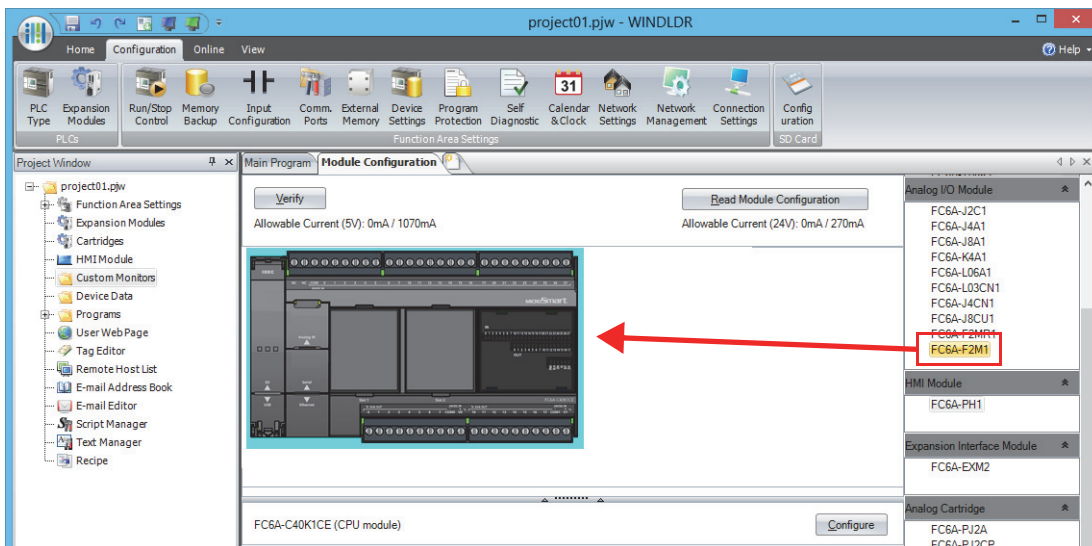 project01.pjw - WINDLDR
Home Configuration Online View
Help
PLC Type
Expansion Modules
Run/Stop Control
Memory Backup
Input Configuration
Comm. Ports
External Memory
Device Settings
Program Protection
Self Diagnostic
31
Calendar & Clock
Network Settings
Network Management
Connection Settings
Config uration
PLCs
Function Area Settings
SD Card
Project Window
project01.pjw
Function Area Settings
Expansion Modules
Cartridges
HMI Module
Custom Monitors
Device Data
Programs
User Web Page
Tag Editor
Remote Host List
E-mail Address Book
E-mail Editor
Script Manager
Text Manager
Recipe
Main Program Module Configuration
Verify
Read Module Configuration
Allowable Current (5V): 0mA / 1070mA
Allowable Current (24V): 0mA / 270mA
MICROSmart
FC6A-C40K1CE (CPU module)
Configure
Analog I/O Module
FC6A-J2C1
FC6A-J4A1
FC6A-J8A1
FC6A-K4A1
FC6A-L06A1
FC6A-L03CN1
FC6A-J4CN1
FC6A-J8CU1
FC6A-F2MR1
FC6A-F2M1
HMI Module
FC6A-PH1
Expansion Interface Module
FC6A-EXM2
Analog Cartridge
FC6A-PJ2A
FC6A-PJ2CP